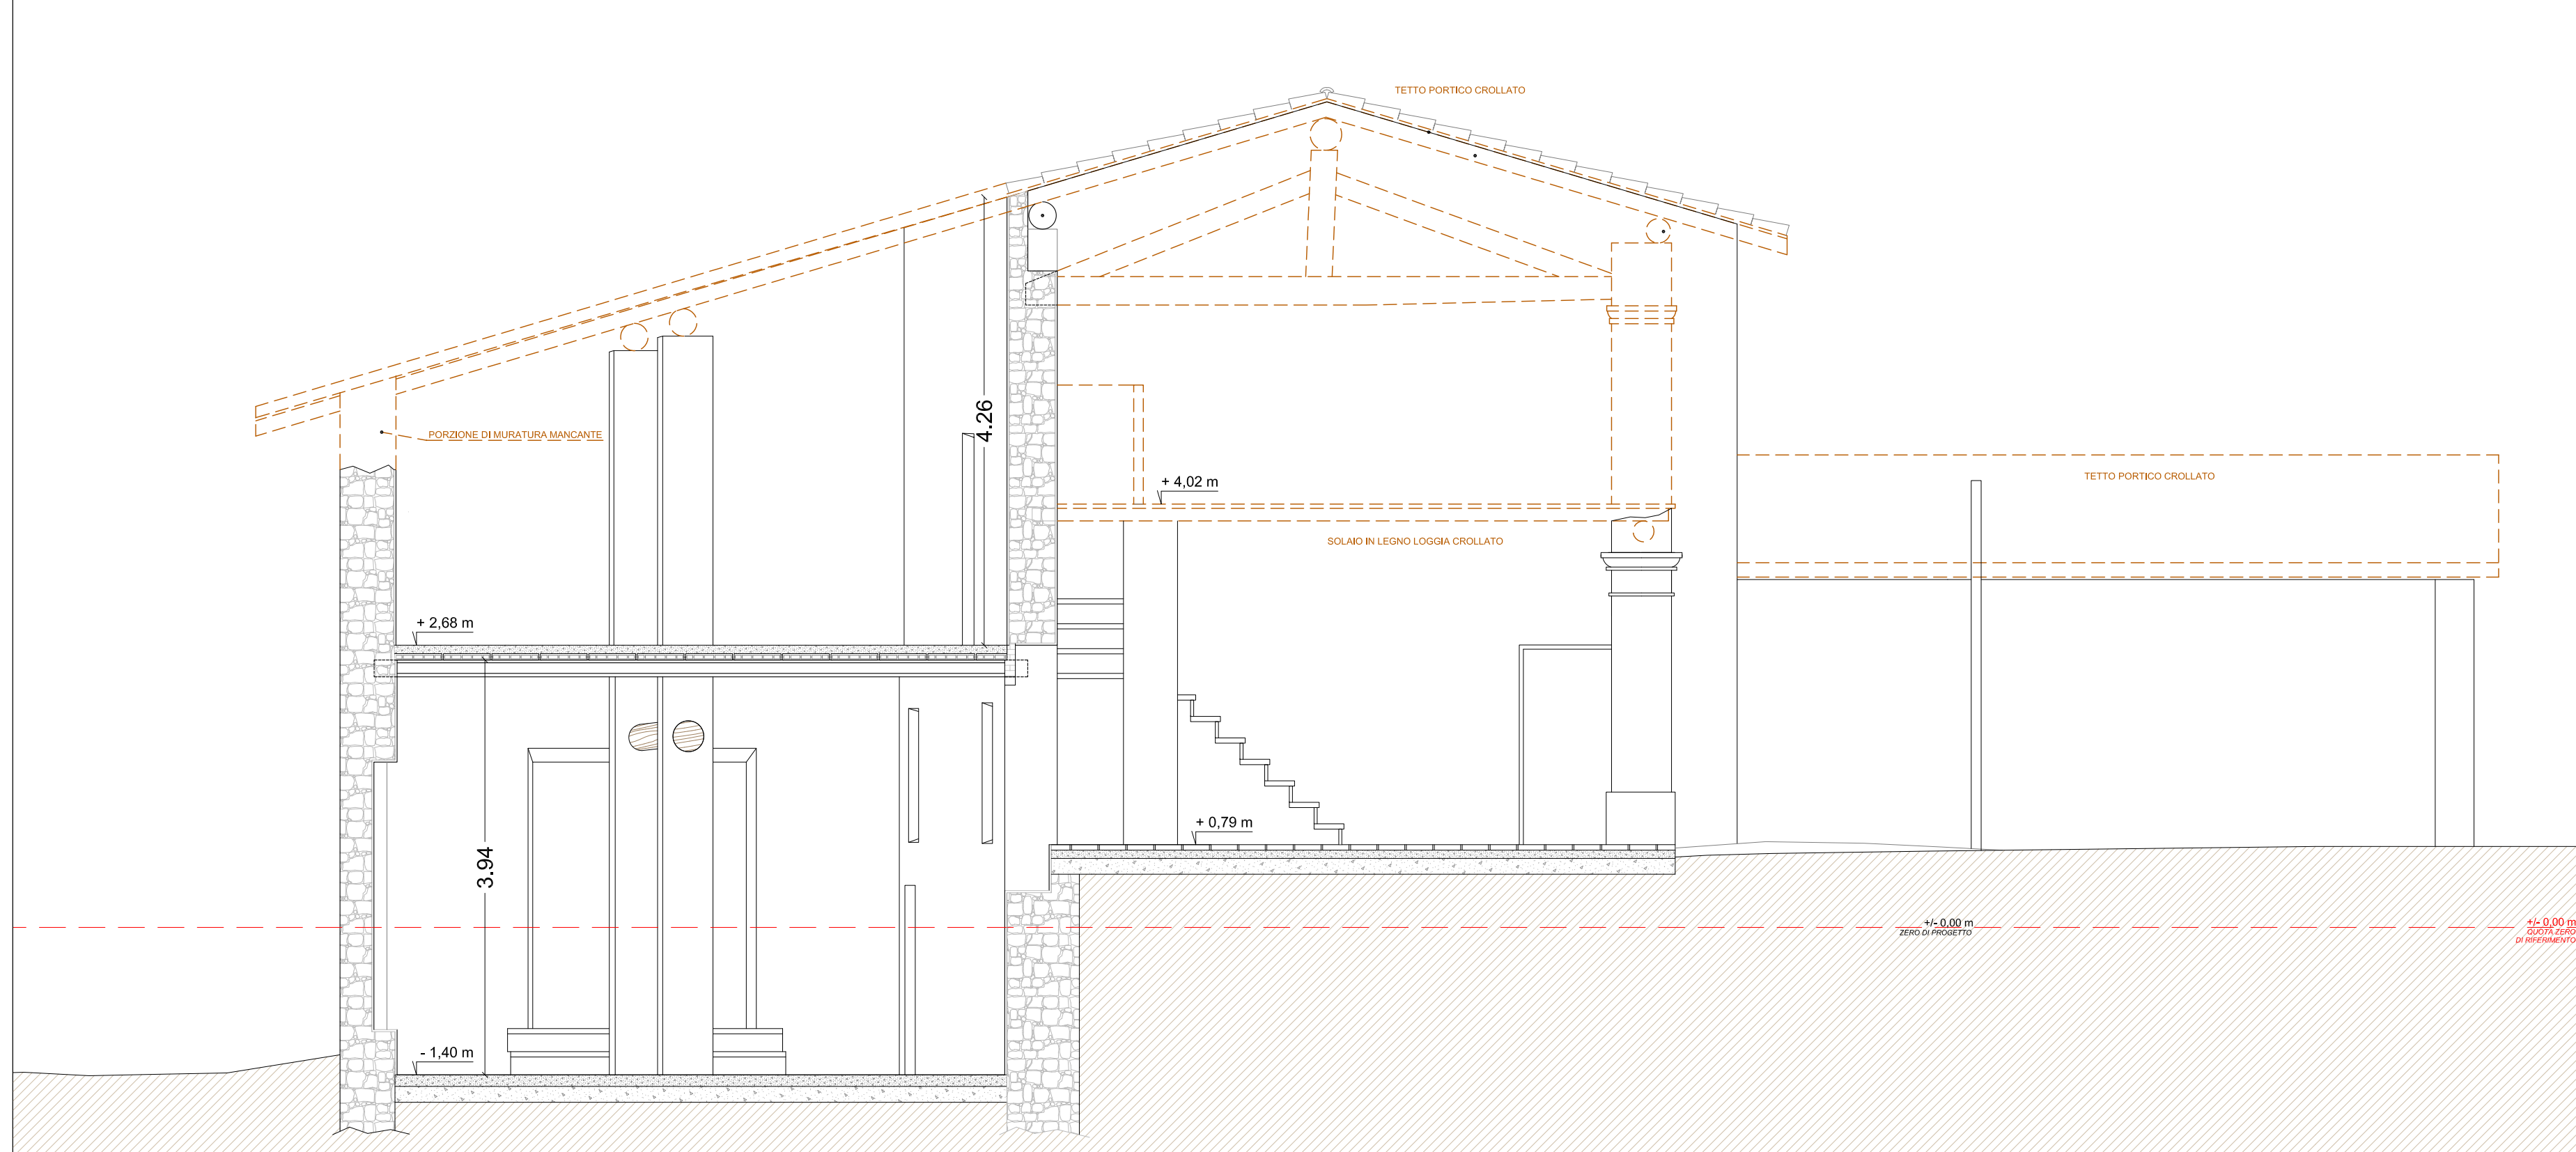 TETTO PORTICO CROLLATO
4.26
PORZIONE DI MURATURA MANCANTE
+ 4,02 m
TETTO PORTICO CROLLATO
SOLAIO IN LEGNO LOGGIA CROLLATO
+ 2,68 m
+ 0,79 m
3.94
+/- 0,00 m
ZERO DI PROGETTO
+/- 0,00 m
QUOTA ZERO
DI RIFERIMENTO
- 1,40 m